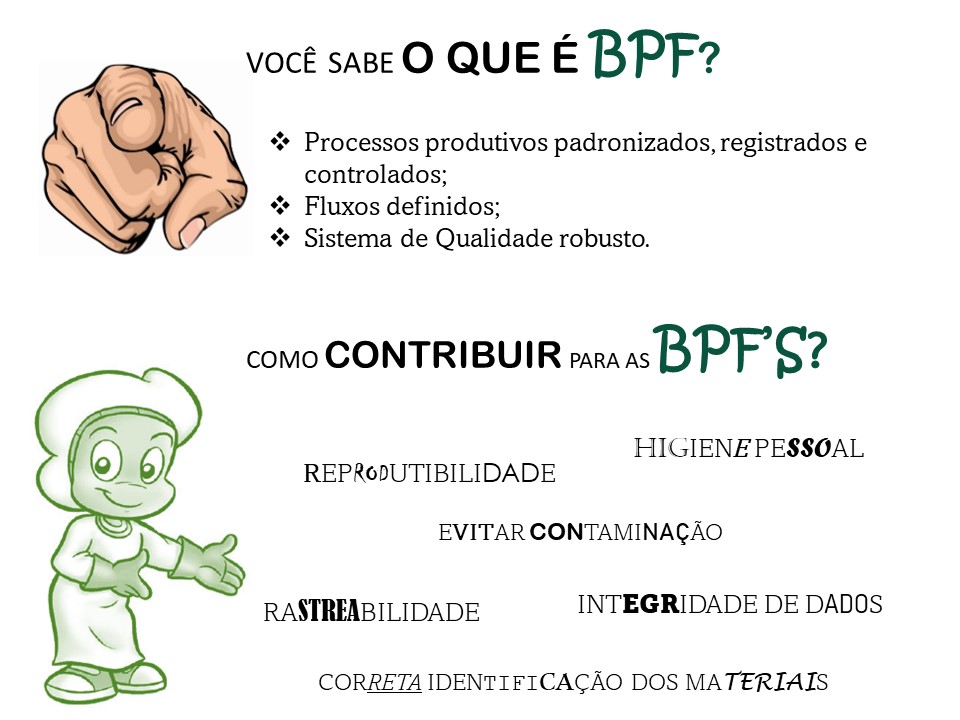 VOCÊ SABE O QUE É BPF?
❖ Processos produtivos padronizados, registrados e
controlados;
❖ Fluxos definidos;
❖ Sistema de Qualidade robusto.
COMO CONTRIBUIR PARA AS BPF'S?
HIGIENE PESSOAL
REPRODUTIBILIDADE
EVITAR CONTAMINAÇÃO
INTEGRIDADE DE DADOS
RASTREABILIDADE
CORRETA IDENTIFICAÇÃO DOS MATERIAIS